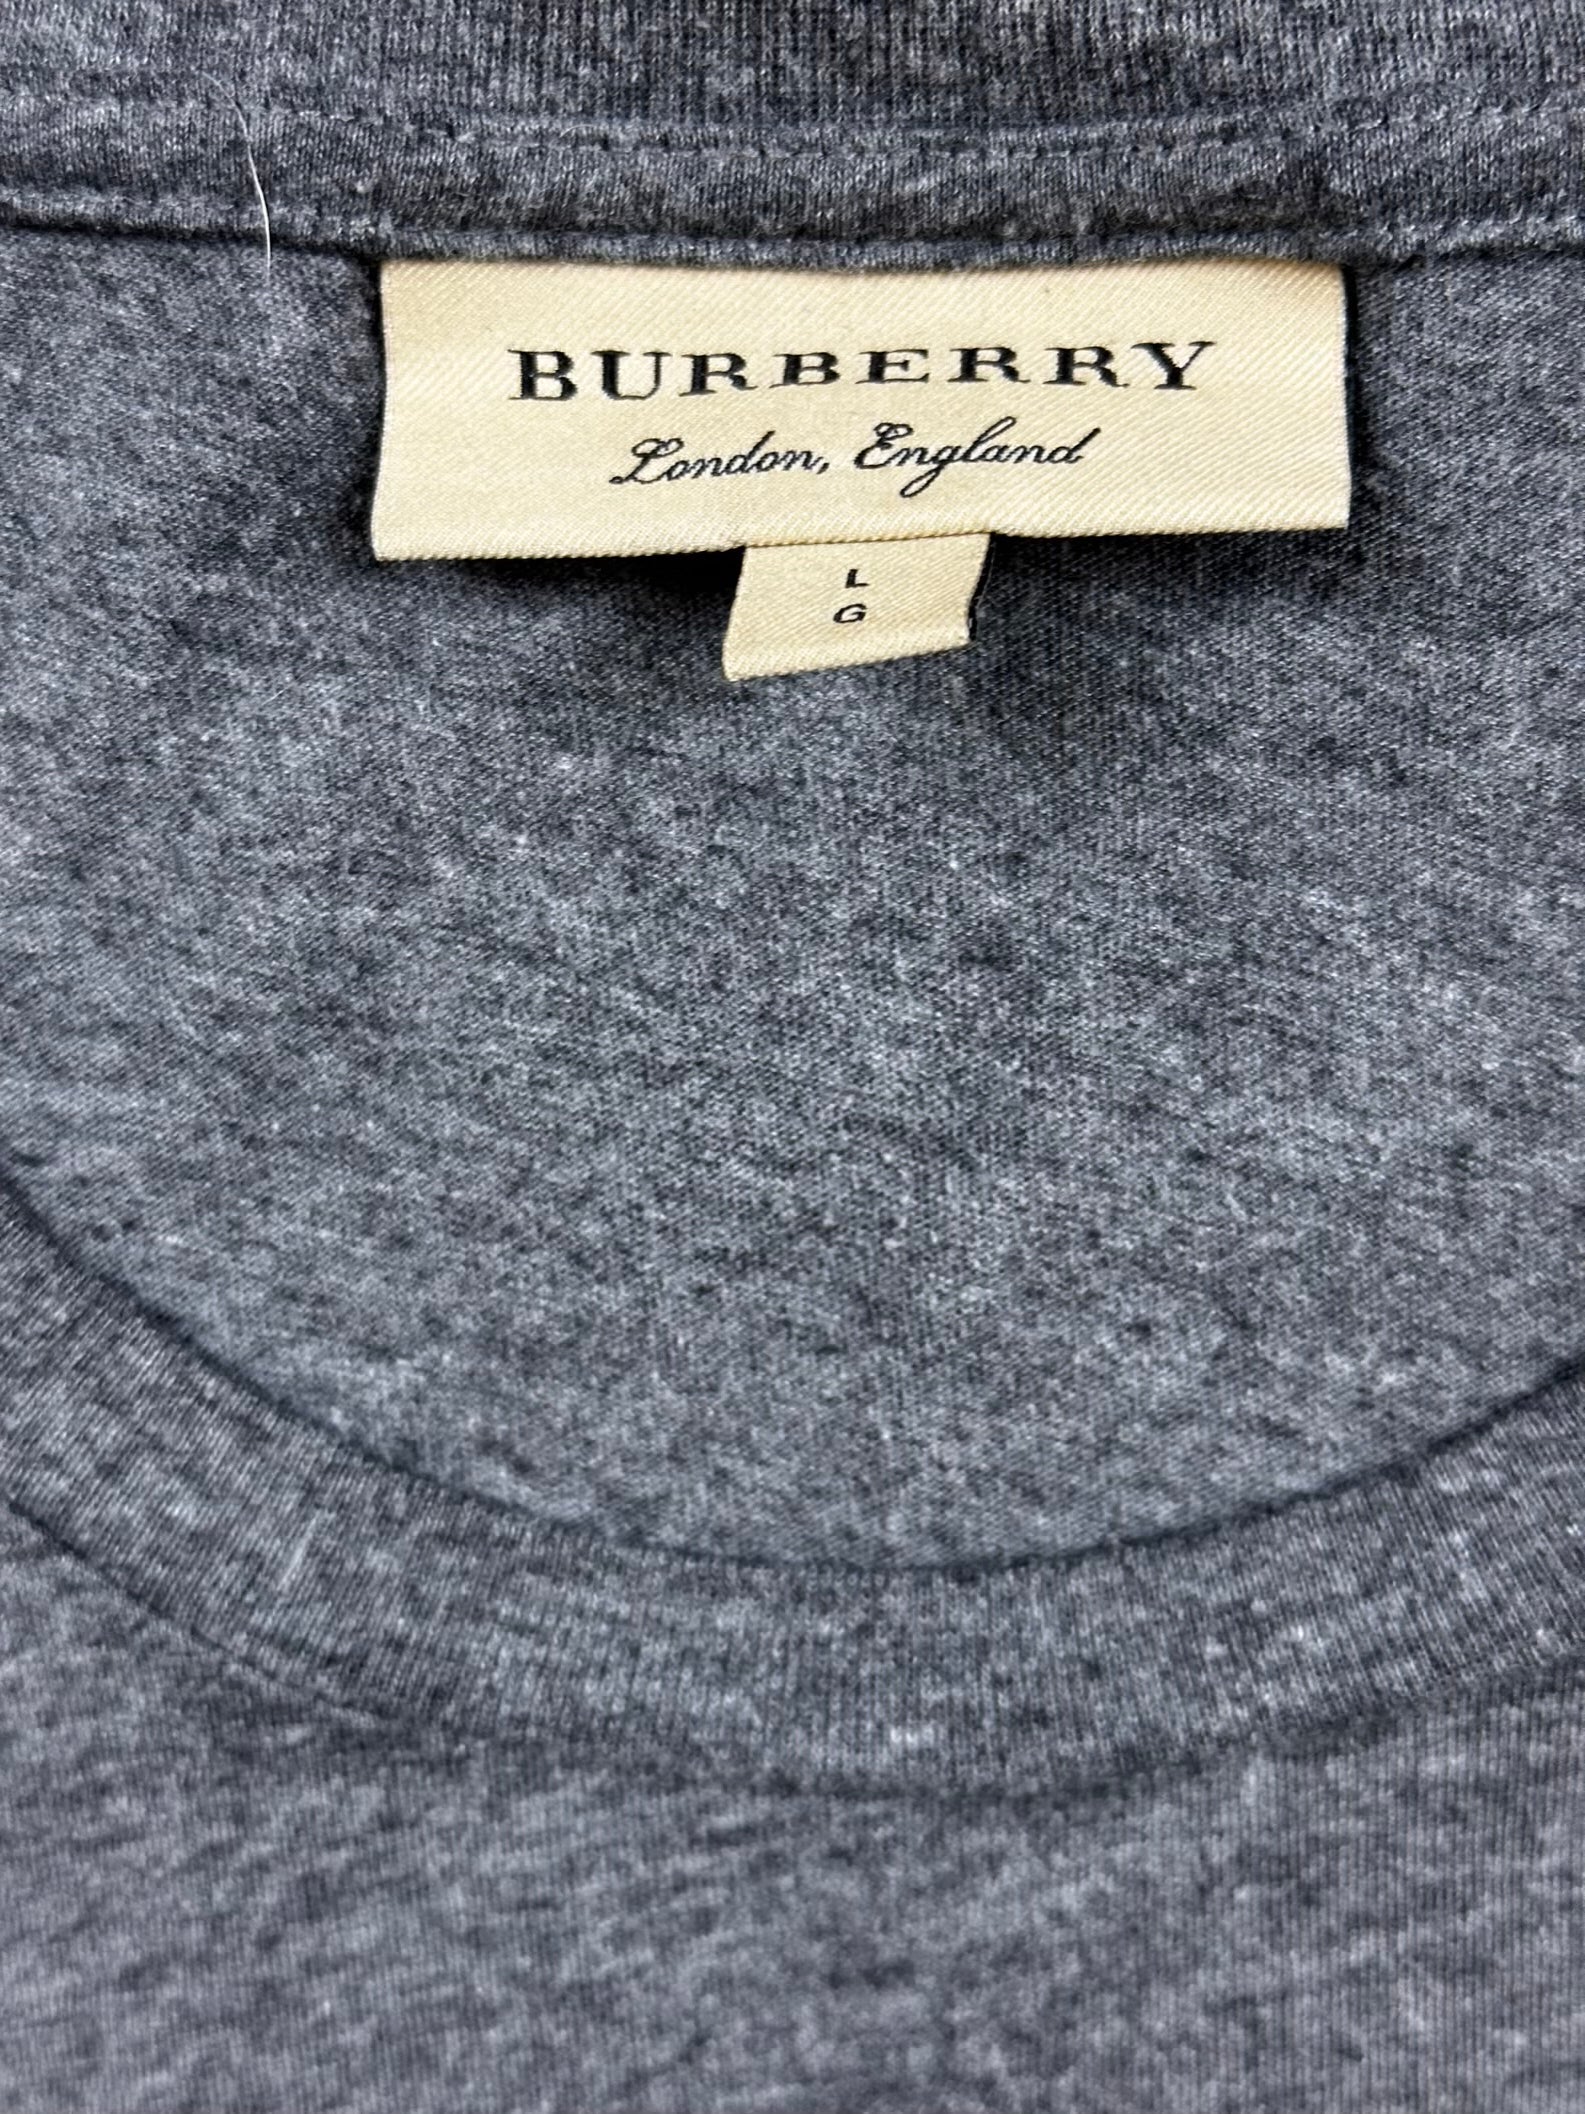 BURBERRY
London, England
L
G